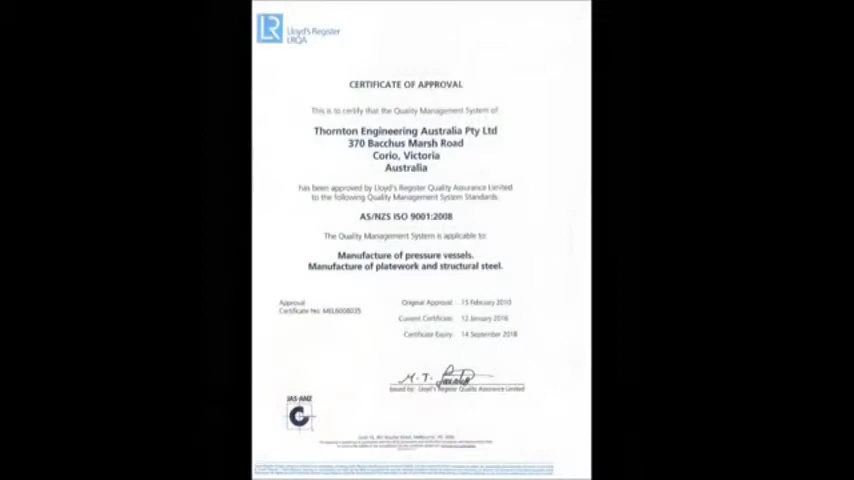 LR
Lloyd's Register
LRQA
CERTIFICATE OF APPROVAL
This is to certify that the Quality Management System of:
Thornton Engineering Australia Pty Ltd
370 Bacchus Marsh Road
Corio, Victoria
Australia
has been approved by Lloyd's Register Quality Assurance Limited
to the following Quality Management System Standards:
AS/NZS ISO 9001:2008
The Quality Management System is applicable to:
Manufacture of pressure vessels.
Manufacture of platework and structural steel.
Approval
Certificate No: MEL6008035
Original Approval: 15 February 2010
Current Certificate: 12 January 2016
Certificate Expiry: 14 September 2018
M. T.
Issued by: Lloyd's Register Quality Assurance Limited
JAS-ANZ